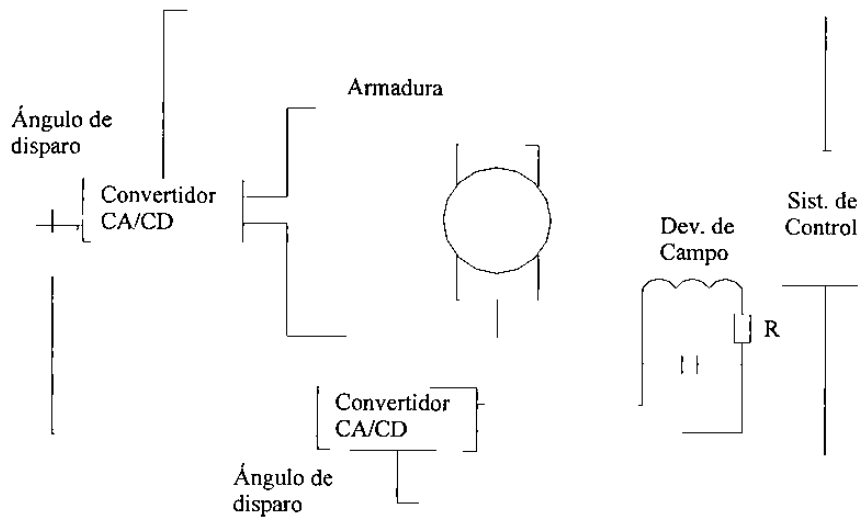 Armadura
Ángulo de
disparo
Convertidor
CA/CD
Sist. de
Control
Dev. de
Campo
R
Convertidor
CA/CD
Ángulo de
disparo